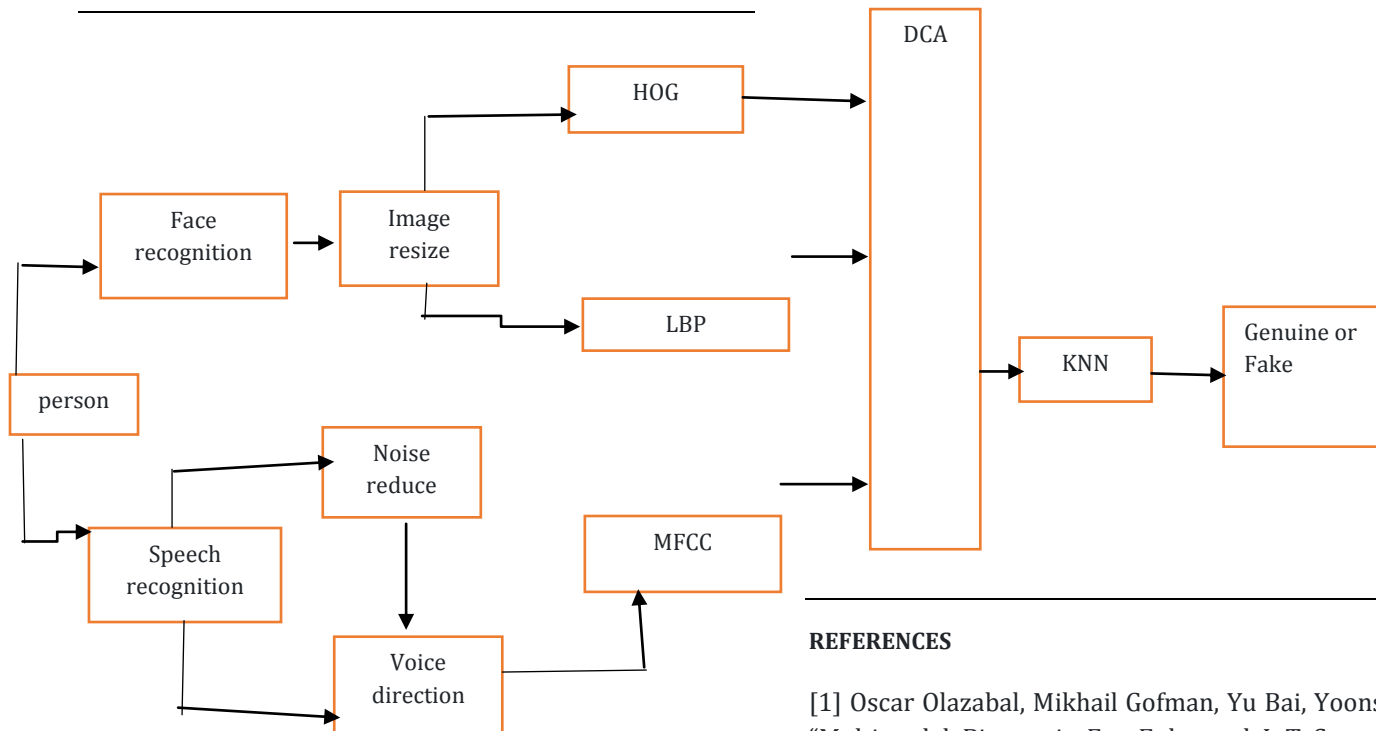 DCA
HOG
Face
recognition
Image
resize
LBP
Genuine or
Fake
KNN
person
Noise
reduce
MFCC
Speech
recognition
Voice
direction
REFERENCES
[1] Oscar Olazabal, Mikhail Gofman, Yu Bai, Yoons